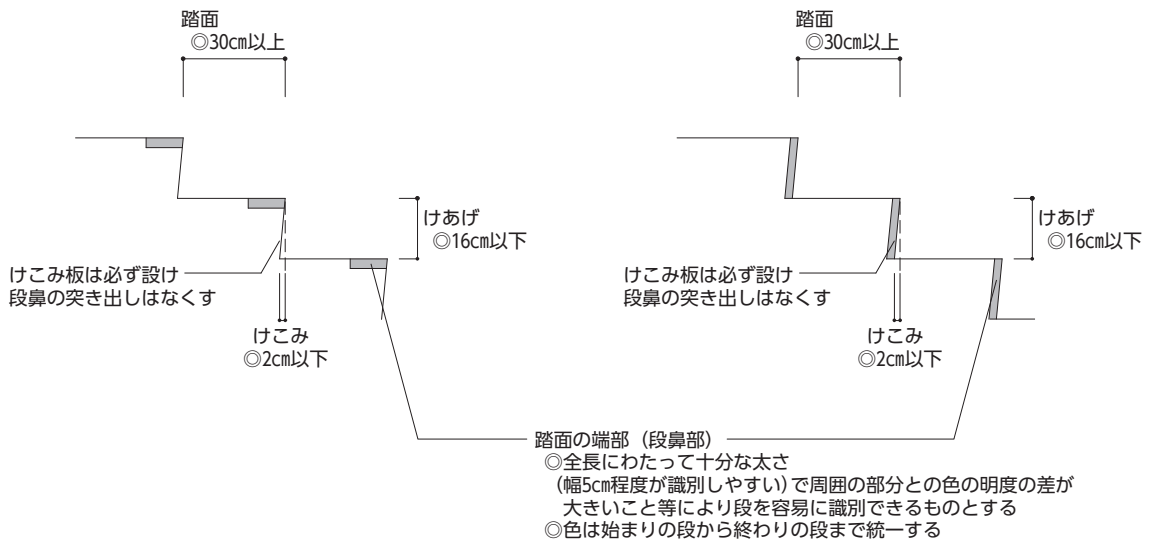 踏面
◎30㎝以上
けあげ
◎16㎝以下
けこみ板は必ず設け
段鼻の突き出しはなくす
けこみ
◎2㎝以下
踏面
◎30㎝以上
けあげ
◎16㎝以下
けこみ板は必ず設け
段鼻の突き出しはなくす
けこみ
◎2㎝以下
踏面の端部（段鼻部）
◎全長にわたって十分な太さ
（幅5㎝程度が識別しやすい）で周囲の部分との色の明度の差が
大きいこと等により段を容易に識別できるものとする
◎色は始まりの段から終わりの段まで統一する